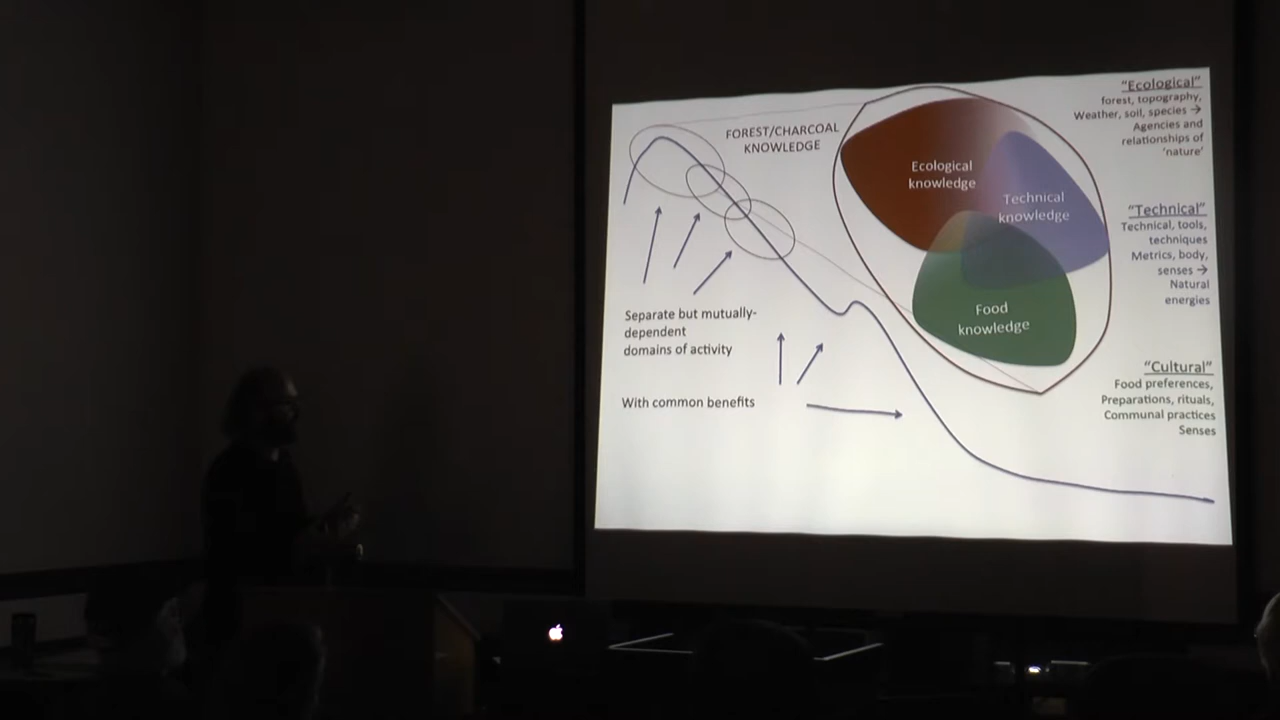 FOREST/CHARCOAL
KNOWLEDGE
Ecological
knowledge
Technical
knowledge
Food
knowledge
Separate but mutually-
dependent
domains of activity
With common benefits
“Ecological”
forest, topography,
Weather, soil, species →
Agencies and
relationships of
‘nature’
“Technical”
Technical, tools,
techniques
Metrics, body,
senses →
Natural
energies
“Cultural”
Food preferences,
Preparations, rituals,
Communal practices
Senses